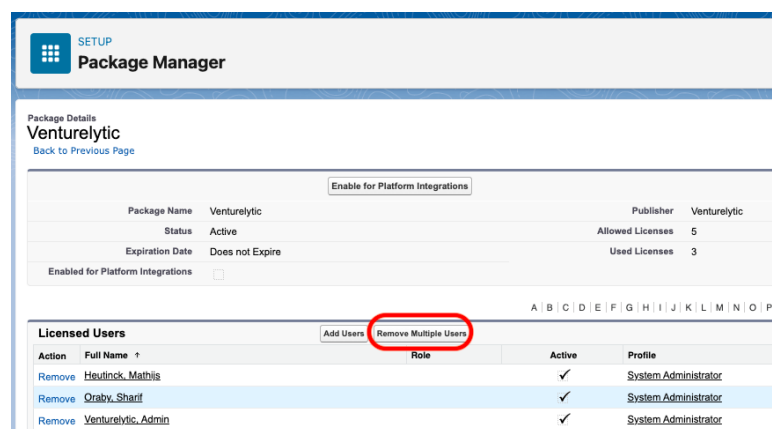 SETUP
Package Manager
Package Details
Venturelytic
Back to Previous Page
Enable for Platform Integrations
Package Name Venturelytic Publisher Venturelytic
Status Active Allowed Licenses 5
Expiration Date Does not Expire Used Licenses 3
Enabled for Platform Integrations
A | B | C | D | E | F | G | H | I | J | K | L | M | N | O | P
Licensed Users Add Users Remove Multiple Users
Action Full Name ↑ Role Active Profile
Remove Heutinck, Mathijs System Administrator
Remove Oraby, Sharif System Administrator
Remove Venturelytic, Admin System Administrator